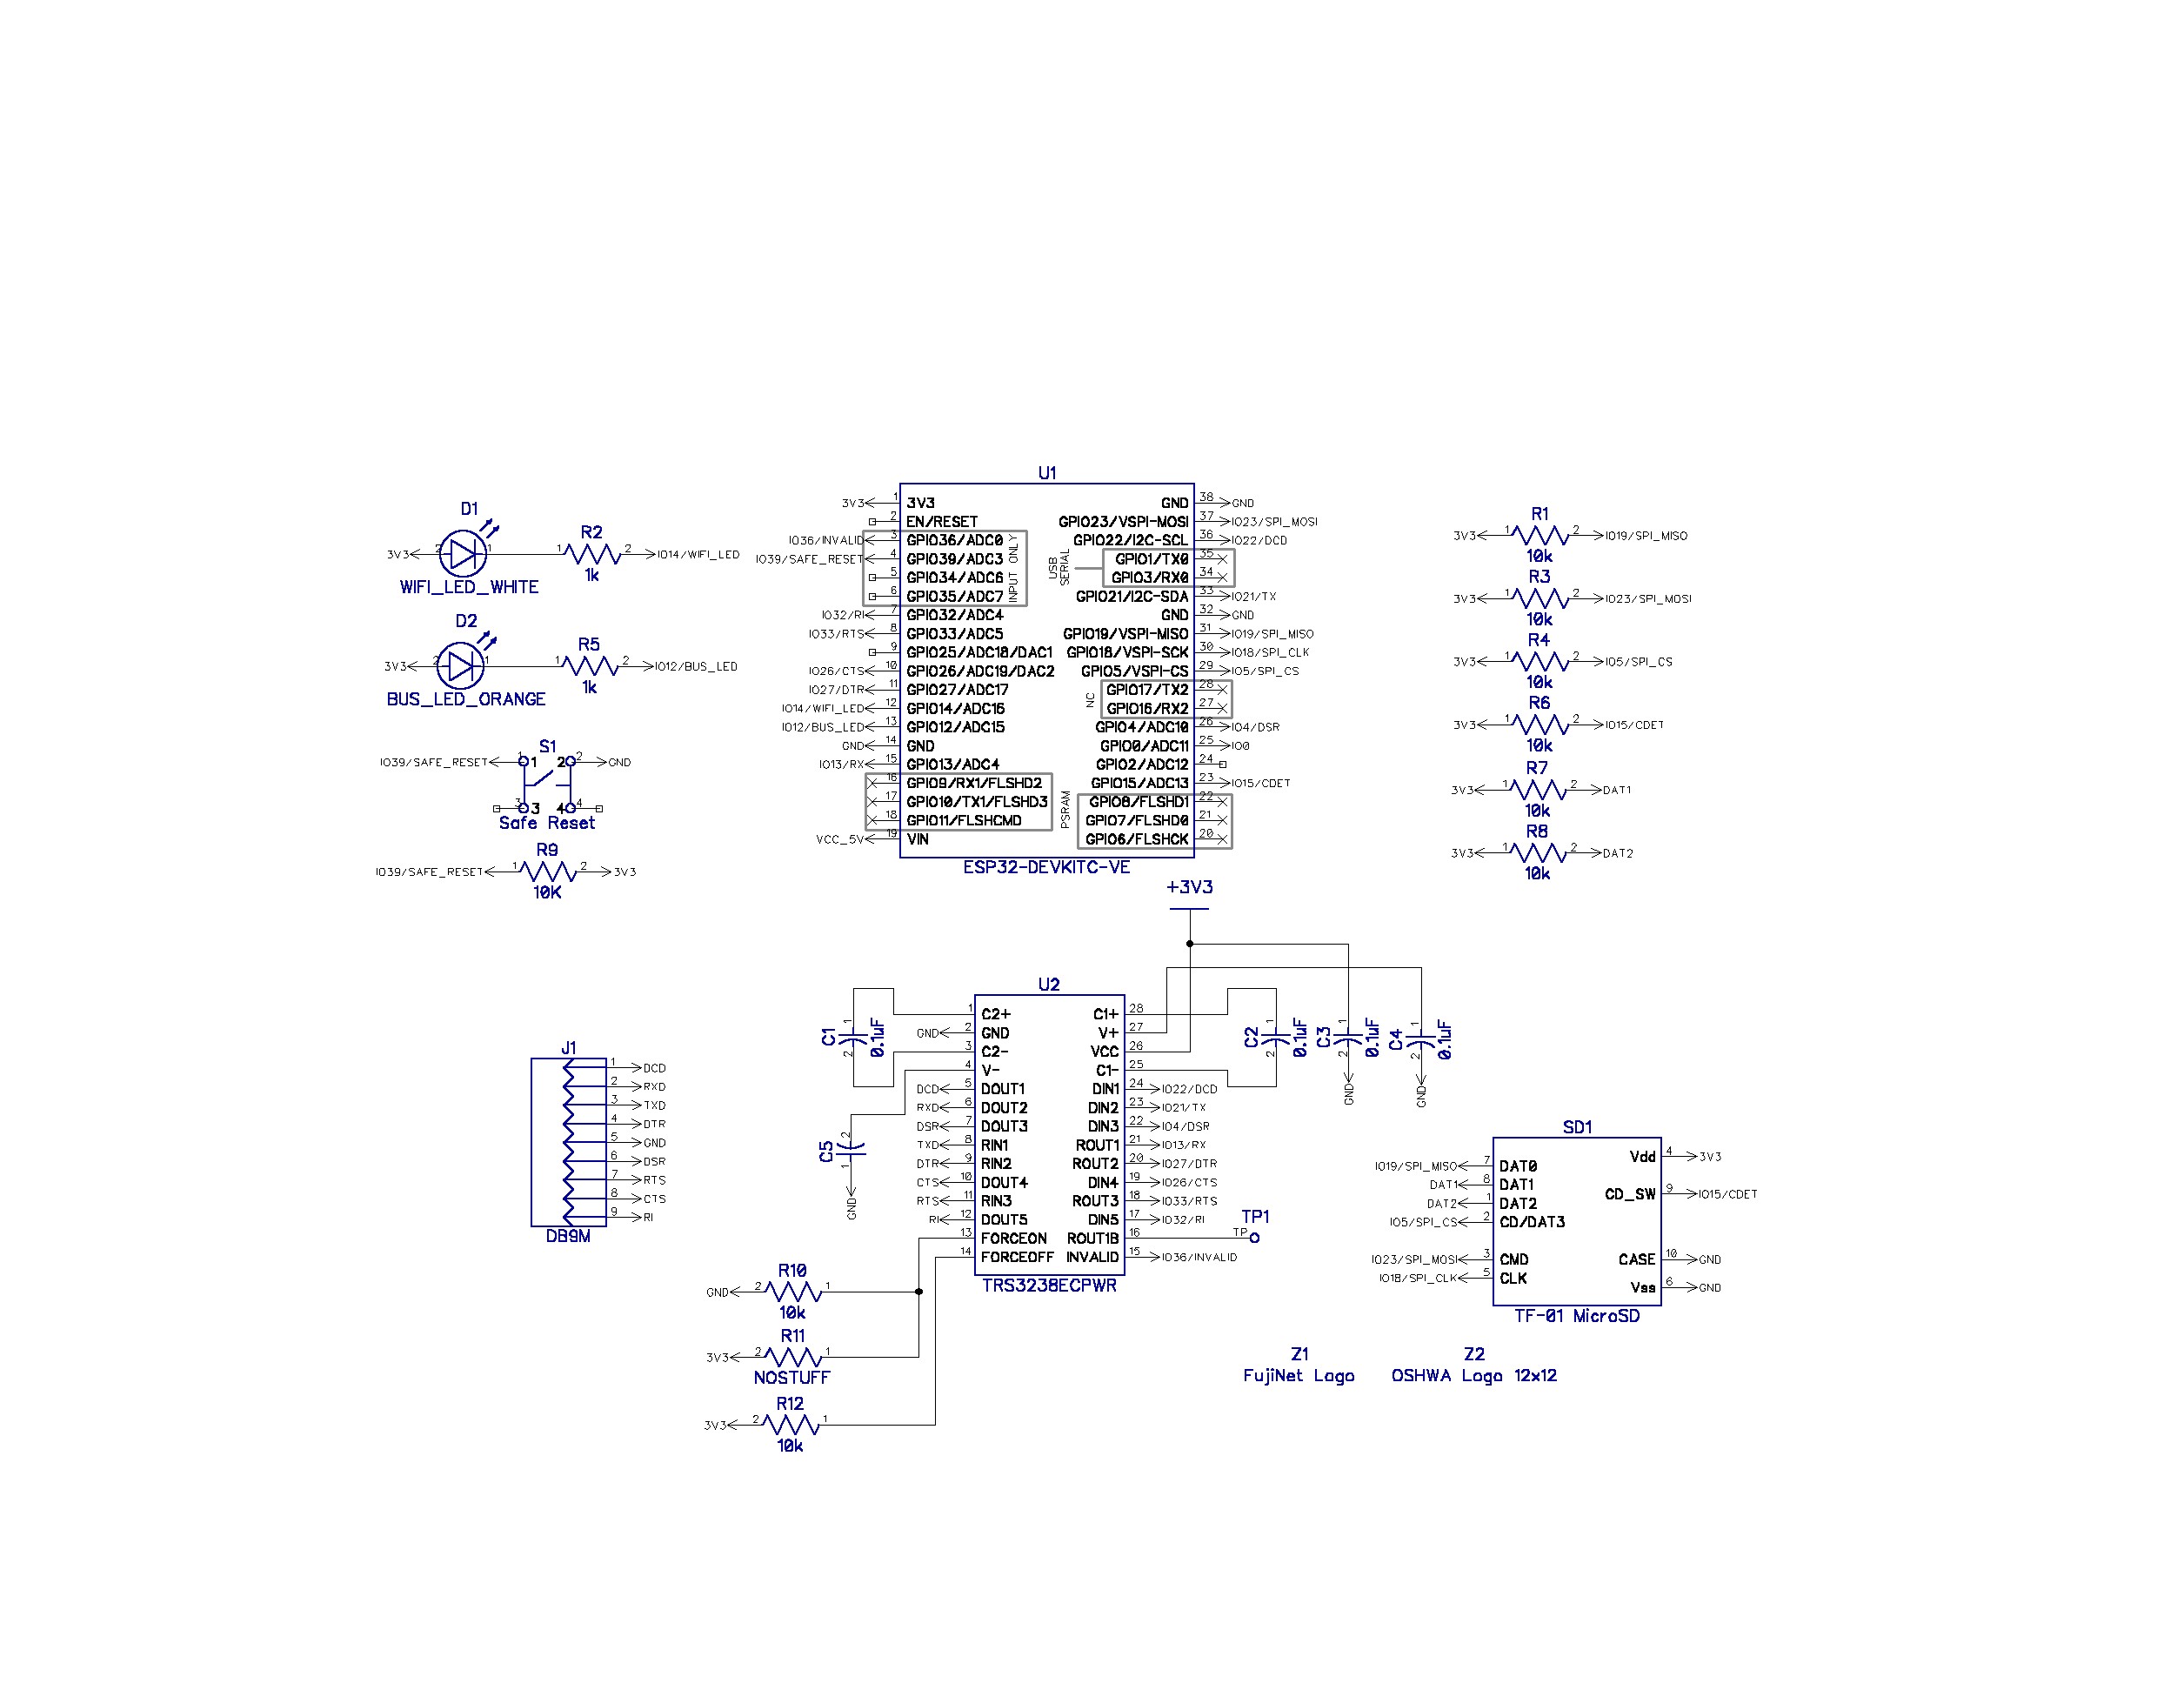 D1
3V3 2 1
WIFI_LED_WHITE
R2
1 2 IO14/WIFI_LED
1k
D2
3V3 2 1
BUS_LED_ORANGE
R5
1 2 IO12/BUS_LED
1k
S1
IO39/SAFE_RESET 1 1 2 2 GND
3 3 4 4
Safe Reset
R9
IO39/SAFE_RESET 1 2 3V3
10K
U1
3V3 1 3V3
2 EN/RESET
IO36/INVALID 3 GPIO36/ADC0
IO39/SAFE_RESET 4 GPIO39/ADC3
5 GPIO34/ADC6
6 GPIO35/ADC7
INPUT ONLY
IO32/RI 7 GPIO32/ADC4
IO33/RTS 8 GPIO33/ADC5
9 GPIO25/ADC18/DAC1
IO26/CTS 10 GPIO26/ADC19/DAC2
IO27/DTR 11 GPIO27/ADC17
IO14/WIFI_LED 12 GPIO14/ADC16
IO12/BUS_LED 13 GPIO12/ADC15
GND 14 GND
IO13/RX 15 GPIO13/ADC4
16 GPIO9/RX1/FLSHD2
17 GPIO10/TX1/FLSHD3
18 GPIO11/FLSHCMD
VCC_5V 19 VIN
GND 38 GND
GPIO23/VSPI-MOSI 37 IO23/SPI_MOSI
GPIO22/I2C-SCL 36 IO22/DCD
USB
SERIAL
GPIO1/TX0 35
GPIO3/RX0 34
GPIO21/I2C-SDA 33 IO21/TX
GND 32 GND
GPIO19/VSPI-MISO 31 IO19/SPI_MISO
GPIO18/VSPI-SCK 30 IO18/SPI_CLK
GPIO5/VSPI-CS 29 IO5/SPI_CS
NC
GPIO17/TX2 28
GPIO16/RX2 27
GPIO4/ADC10 26 IO4/DSR
GPIO0/ADC11 25 IO0
GPIO2/ADC12 24
GPIO15/ADC13 23 IO15/CDET
PSRAM
GPIO8/FLSHD1 22
GPIO7/FLSHD0 21
GPIO6/FLSHCK 20
ESP32-DEVKITC-VE
R1
3V3 1 2 IO19/SPI_MISO
10k
R3
3V3 1 2 IO23/SPI_MOSI
10k
R4
3V3 1 2 IO5/SPI_CS
10k
R6
3V3 1 2 IO15/CDET
10k
R7
3V3 1 2 DAT1
10k
R8
3V3 1 2 DAT2
10k
+3V3
J1
1 DCD
2 RXD
3 TXD
4 DTR
5 GND
6 DSR
7 RTS
8 CTS
9 RI
DB9M
C1 1 2 0.1uF
C5 2 1
GND
U2
1 C2+
GND 2 GND
3 C2-
4 V-
DCD 5 DOUT1
RXD 6 DOUT2
DSR 7 DOUT3
TXD 8 RIN1
DTR 9 RIN2
CTS 10 DOUT4
RTS 11 RIN3
RI 12 DOUT5
13 FORCEON
14 FORCEOFF
C1+ 28
V+ 27
VCC 26
C1- 25
DIN1 24 IO22/DCD
DIN2 23 IO21/TX
DIN3 22 IO4/DSR
ROUT1 21 IO13/RX
ROUT2 20 IO27/DTR
DIN4 19 IO26/CTS
ROUT3 18 IO33/RTS
DIN5 17 IO32/RI
ROUT1B 16 TP
TP1
INVALID 15 IO36/INVALID
TRS3238ECPWR
C2 1 2 0.1uF
C3 1 2 0.1uF
GND
C4 1 2 0.1uF
GND
R10
GND 2 1
10k
R11
3V3 2 1
NOSTUFF
R12
3V3 2 1
10k
SD1
IO19/SPI_MISO 7 DAT0
DAT1 8 DAT1
DAT2 1 DAT2
IO5/SPI_CS 2 CD/DAT3
IO23/SPI_MOSI 3 CMD
IO18/SPI_CLK 5 CLK
Vdd 4 3V3
CD_SW 9 IO15/CDET
CASE 10 GND
Vss 6 GND
TF-01 MicroSD
Z1
FujiNet Logo
Z2
OSHWA Logo 12x12